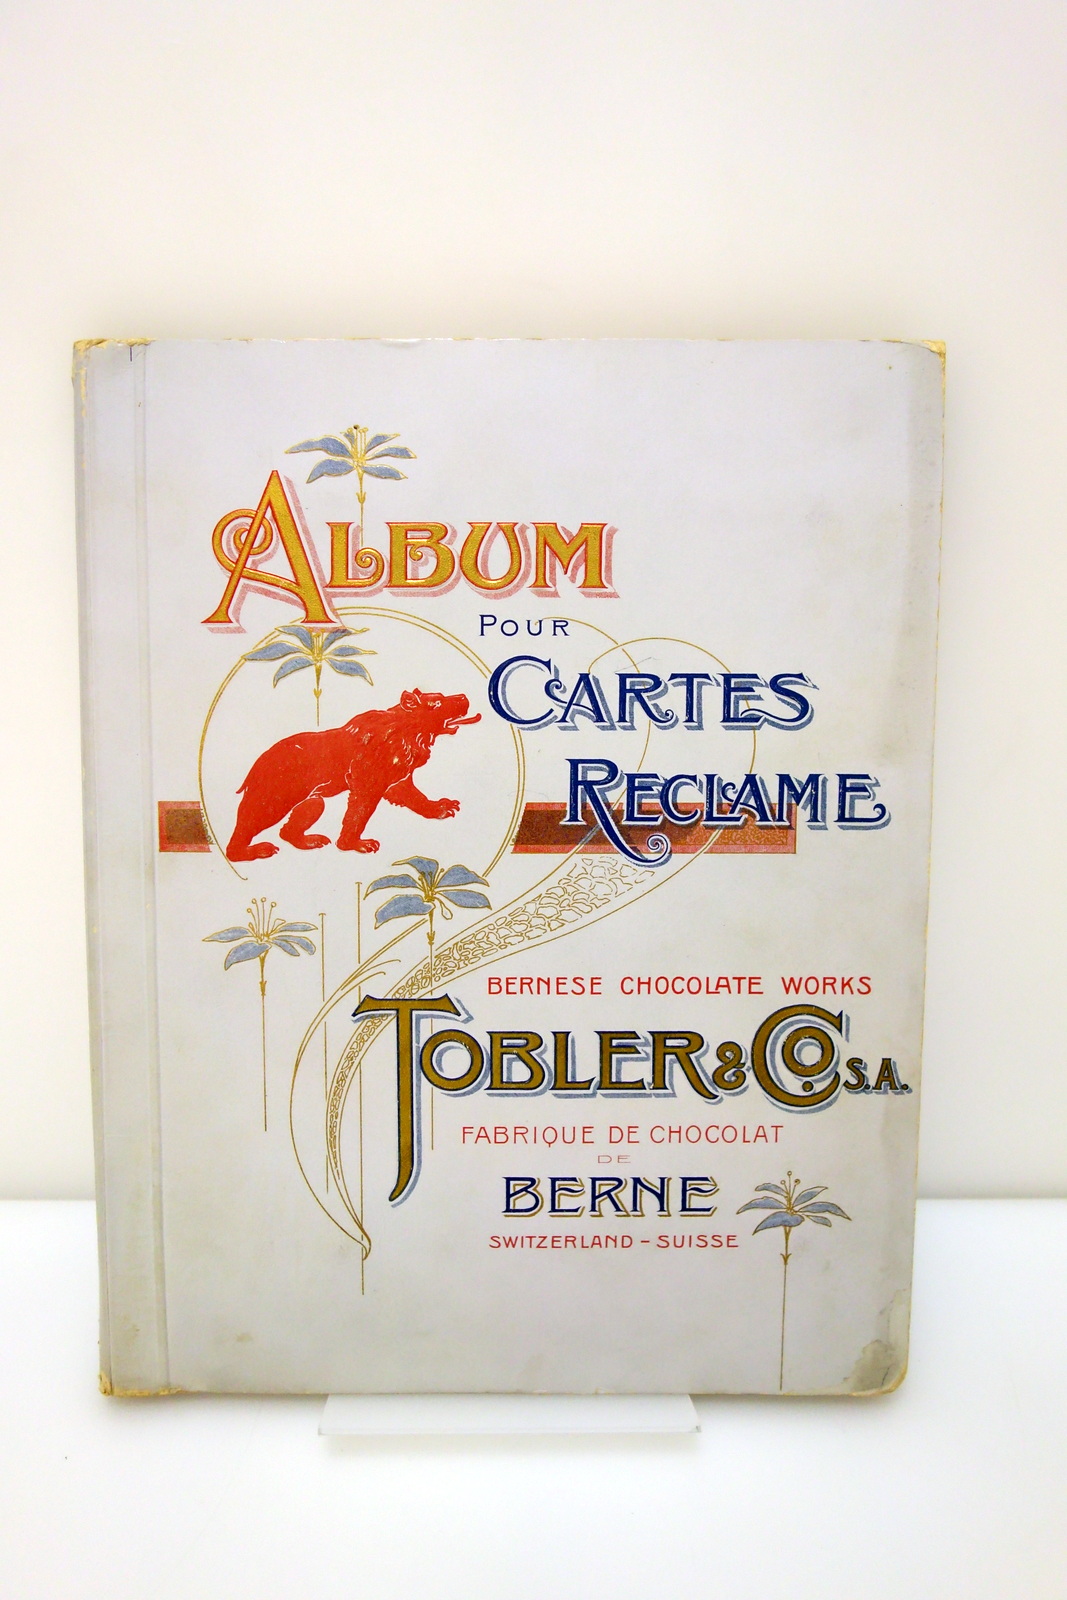 ALBUM
POUR
CARTES
RECLAME
BERNESE CHOCOLATE WORKS
TOBLER & CO. S.A.
FABRIQUE DE CHOCOLAT
DE
BERNE
SWITZERLAND - SUISSE